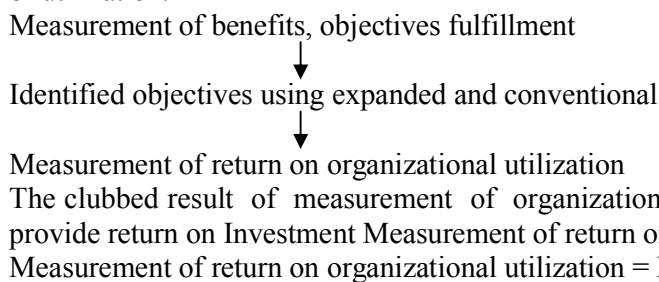 Measurement of benefits, objectives fulfillment
Identified objectives using expanded and conventional
Measurement of return on organizational utilization
The clubbed result of measurement of organization
provide return on Investment Measurement of return o
Measurement of return on organizational utilization =